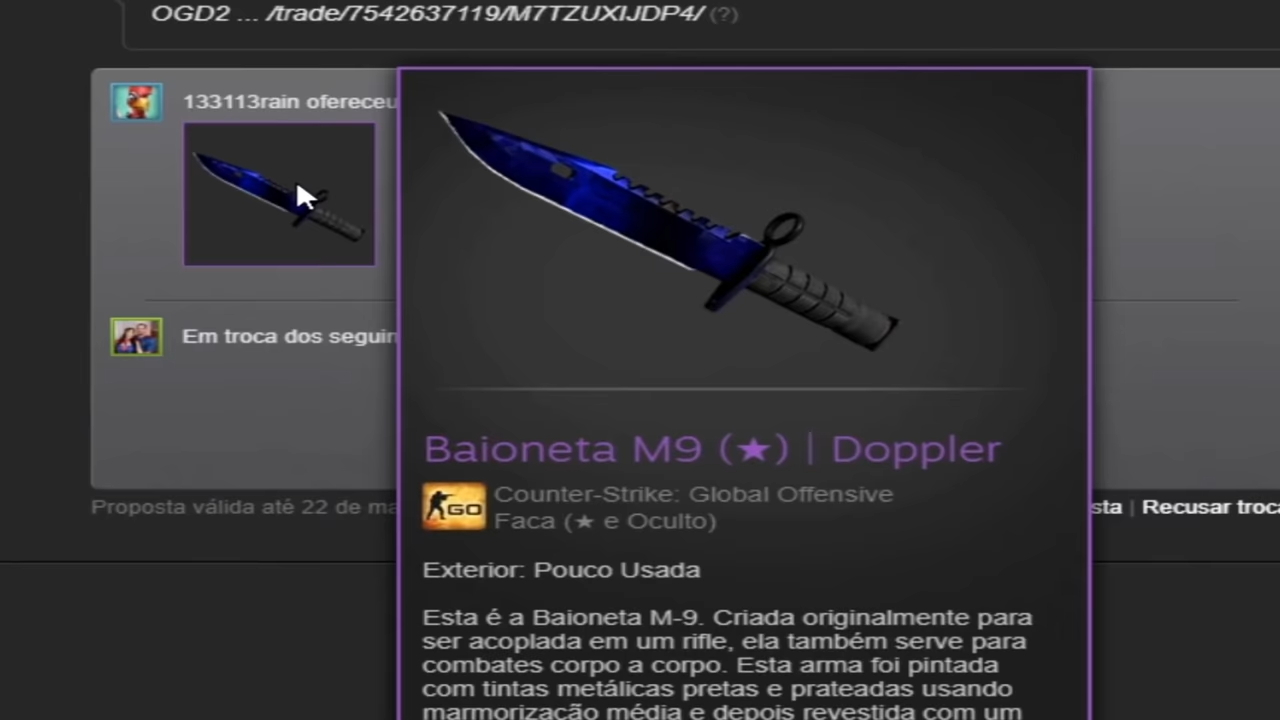 OGD2 ... /trade/7542637119/M7TZUXIJDP4/ (?)
133113rain ofereceu
Em troca dos seguin
Baioneta M9 (★) | Doppler
GO
Counter-Strike: Global Offensive
Faca (★ e Oculto)
Proposta válida até 22 de ma
sta | Recusar troca
Exterior: Pouco Usada
Esta é a Baioneta M-9. Criada originalmente para
ser acoplada em um rifle, ela também serve para
combates corpo a corpo. Esta arma foi pintada
com tintas metálicas pretas e prateadas usando
marmorização média e depois revestida com um